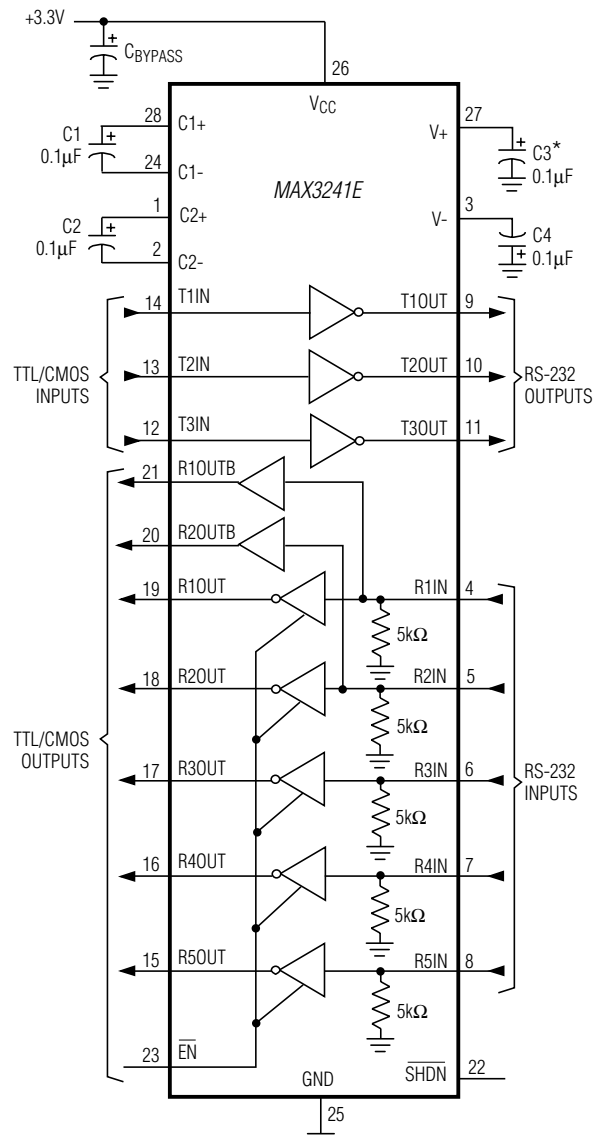 +3.3V
CBYPASS
26
VCC
28 C1+
C1
0.1μF
24 C1-
1 C2+
C2
0.1μF
2 C2-
MAX3241E
27
V+
C3*
0.1μF
3
V-
C4
0.1μF
14 T1IN T1OUT 9
13 T2IN T2OUT 10
12 T3IN T3OUT 11
TTL/CMOS
INPUTS
RS-232
OUTPUTS
21 R1OUTB
20 R2OUTB
19 R1OUT R1IN 4
5kΩ
18 R2OUT R2IN 5
5kΩ
TTL/CMOS
OUTPUTS
17 R3OUT R3IN 6
5kΩ
RS-232
INPUTS
16 R4OUT R4IN 7
5kΩ
15 R5OUT R5IN 8
5kΩ
23 EN
GND
SHDN 22
25